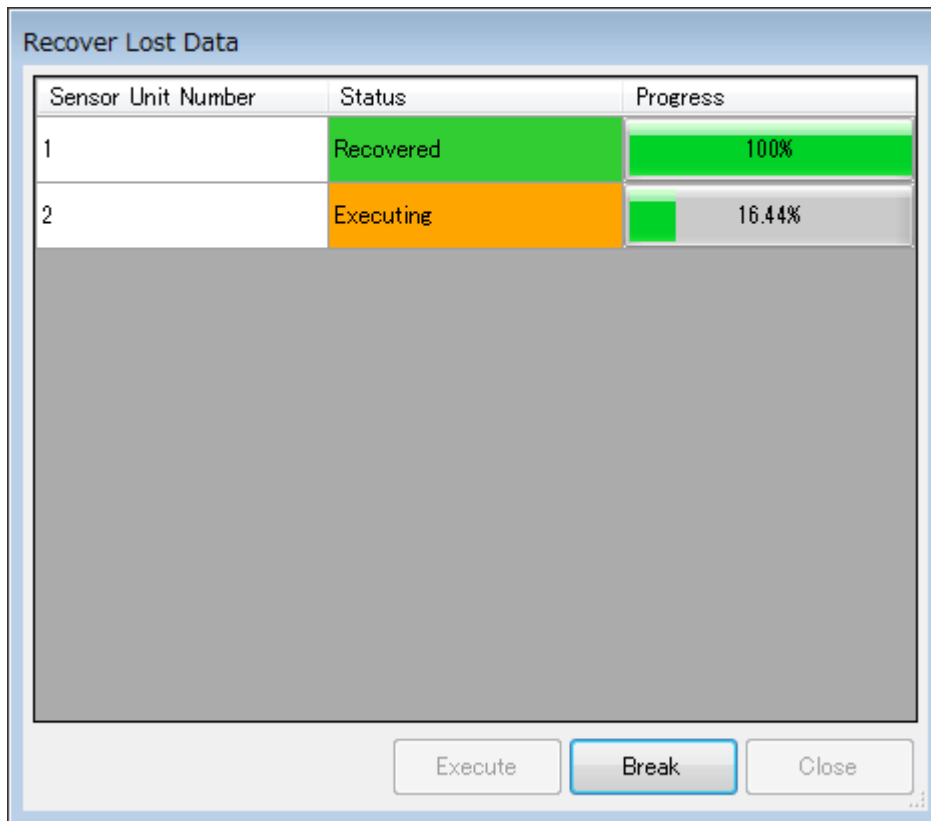 Recover Lost Data
Sensor Unit Number Status Progress
1 Recovered 100%
2 Executing 16.44%
Execute Break Close